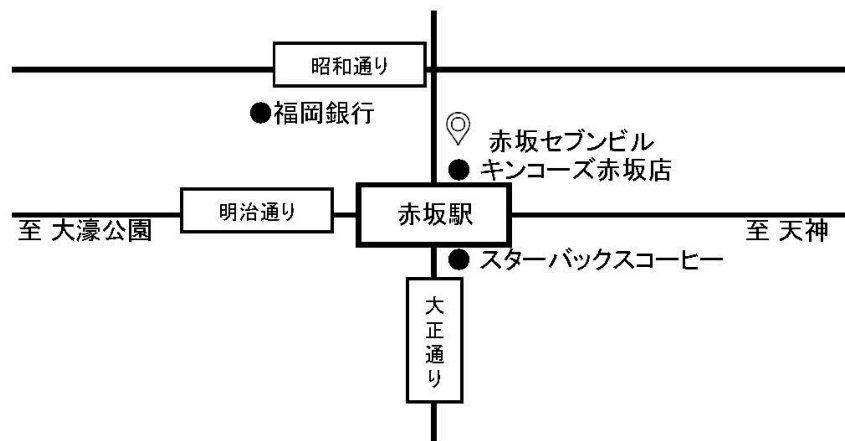 昭和通り
●福岡銀行
赤坂セブンビル
●キンコーズ赤坂店
明治通り
赤坂駅
至 大濠公園
至 天神
●スターバックスコーヒー
大正通り